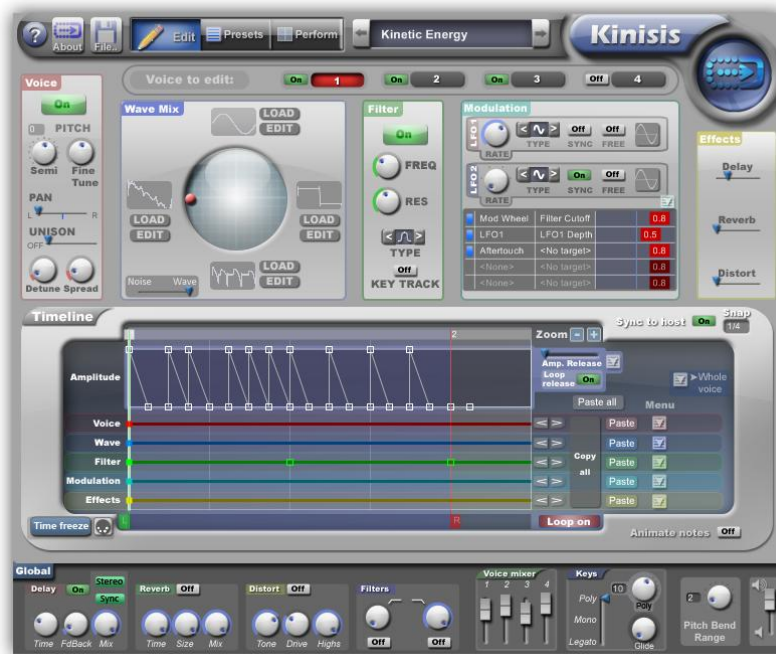 ? About File.. Edit Presets Perform Kinetic Energy Kinisis
Voice to edit: On 1 On 2 On 3 Off 4
Voice
On
0 PITCH
Semi Fine Tune
PAN
L R
UNISON
OFF
Detune Spread
Wave Mix
LOAD
EDIT
LOAD
EDIT
LOAD
EDIT
LOAD
EDIT
Noise Wave
Filter
On
FREQ
RES
TYPE
Off
KEY TRACK
Modulation
LFO1 < > Off Off
RATE TYPE SYNC FREE
LFO2 < > On Off
RATE TYPE SYNC FREE
Mod Wheel Filter Cutoff 0.8
LFO1 LFO1 Depth 0.5
Aftertouch <No target> 0.8
<None> <No target> 0.8
<None> <No target> 0.8
Effects
Delay
Reverb
Distort
Timeline
2
Zoom - +
Sync to host On
Snap
1/4
Amplitude
Amp. Release
Loop release On
Whole voice
Paste all
Menu
Voice < > Paste
Wave < > Paste
Filter < > Paste
Modulation < > Paste
Effects < > Paste
Copy all
Time freeze
L R
Loop on
Animate notes Off
Global
Delay On Stereo
Sync
Time FdBack Mix
Reverb Off
Time Size Mix
Distort Off
Tone Drive Highs
Filters
Off Off
Voice mixer
1 2 3 4
Keys
Poly 10
Mono
Legato
Poly
Glide
2
Pitch Bend
Range